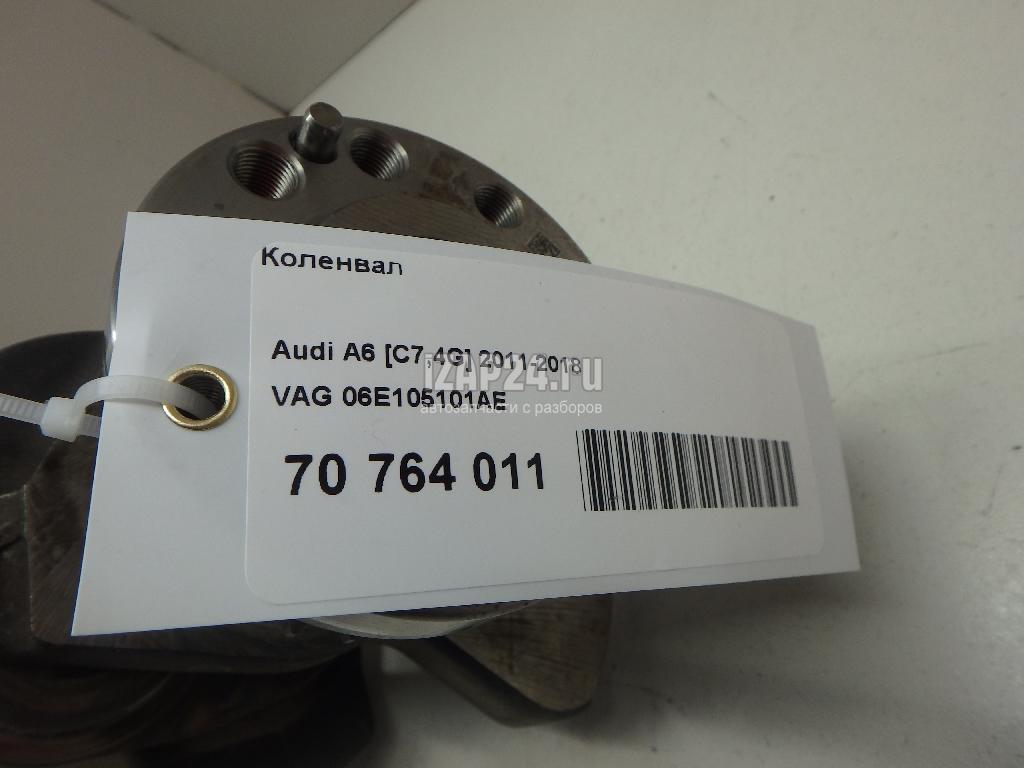 Коленвал
Audi A6 [C7,4G] 2011-2018
IZAP24.ru
VAG 06E105101AE
автозапчасти с разборов
70 764 011